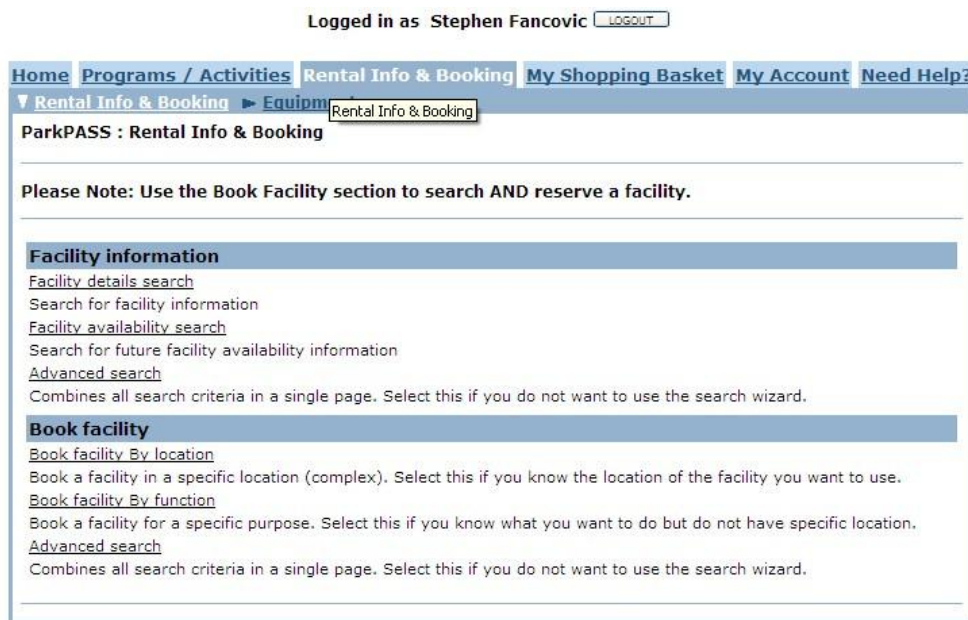 Logged in as Stephen Fancovic LOGOUT
Home Programs / Activities Rental Info & Booking My Shopping Basket My Account Need Help?
▼ Rental Info & Booking ► Equipm
Rental Info & Booking
ParkPASS : Rental Info & Booking
Please Note: Use the Book Facility section to search AND reserve a facility.
Facility information
Facility details search
Search for facility information
Facility availability search
Search for future facility availability information
Advanced search
Combines all search criteria in a single page. Select this if you do not want to use the search wizard.
Book facility
Book facility By location
Book a facility in a specific location (complex). Select this if you know the location of the facility you want to use.
Book facility By function
Book a facility for a specific purpose. Select this if you know what you want to do but do not have specific location.
Advanced search
Combines all search criteria in a single page. Select this if you do not want to use the search wizard.